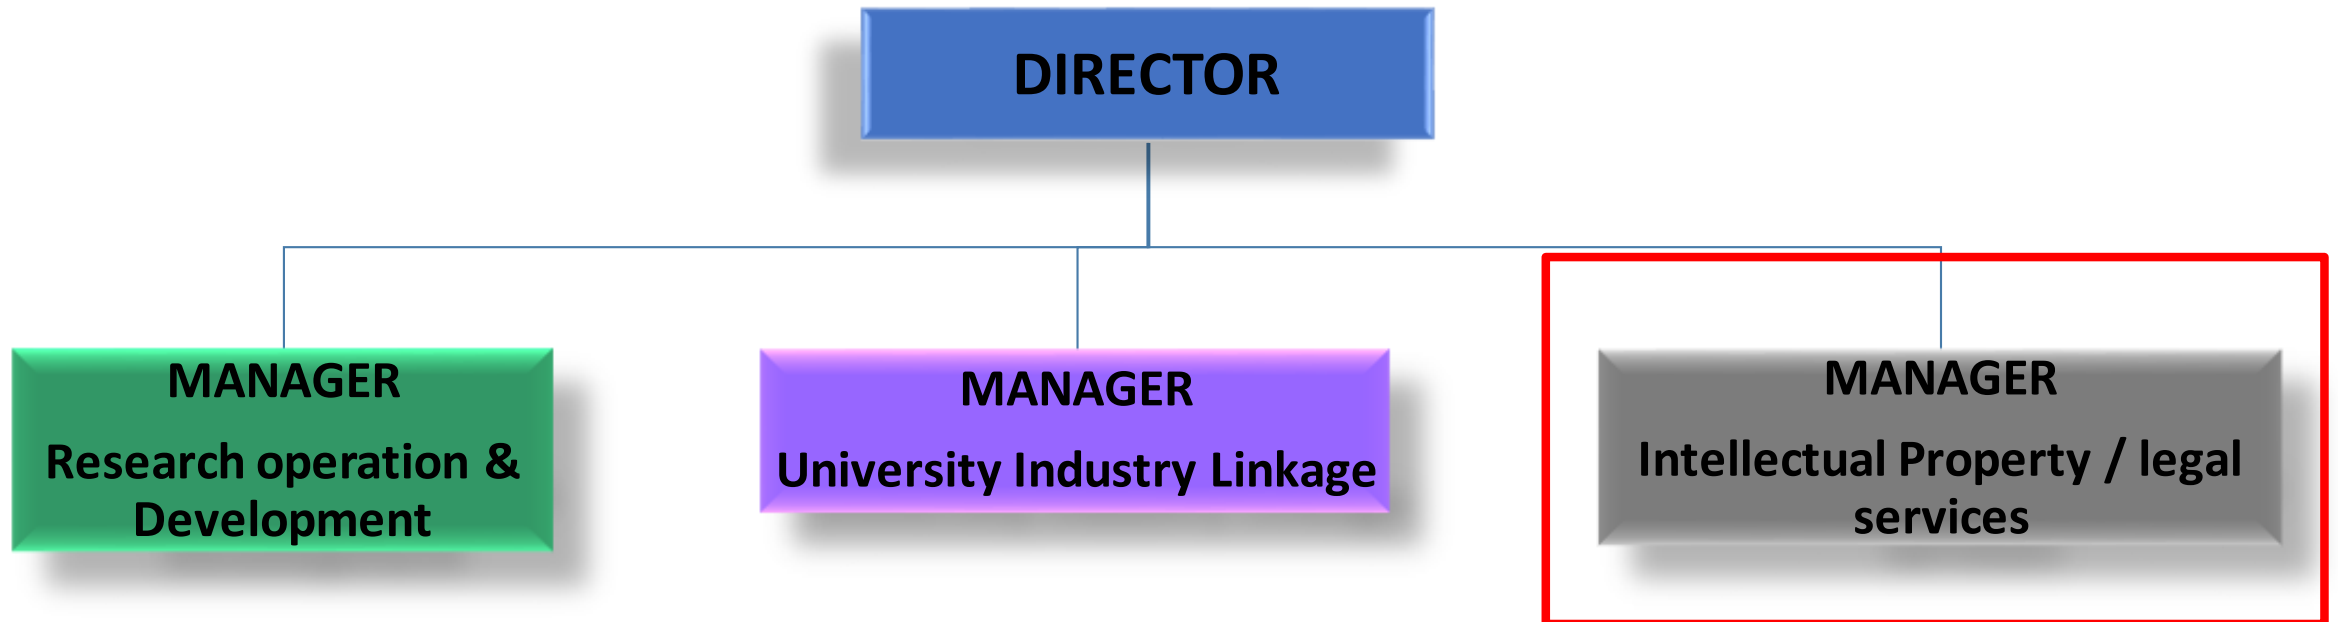 DIRECTOR
MANAGER
Research operation &
Development
MANAGER
University Industry Linkage
MANAGER
Intellectual Property / legal
services